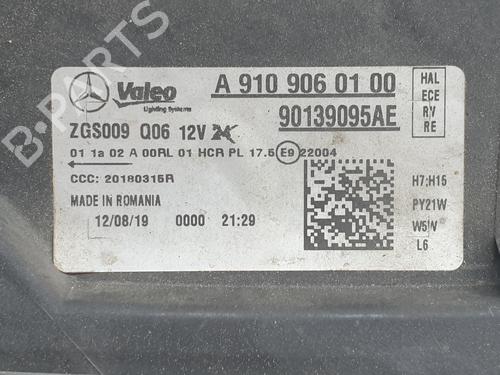 B-PARTS
Valeo
Lighting Systems
A 910 906 01 00
90139095AE
HAL
ECE
RV
RE
ZGS009 Q06 12V 24
01 1a 02 A 00RL 01 HCR PL 17.5 E9 22004
CCC: 20180315R
MADE IN ROMANIA
12/08/19 0000 21:29
H7;H15
PY21W
W5W
L6